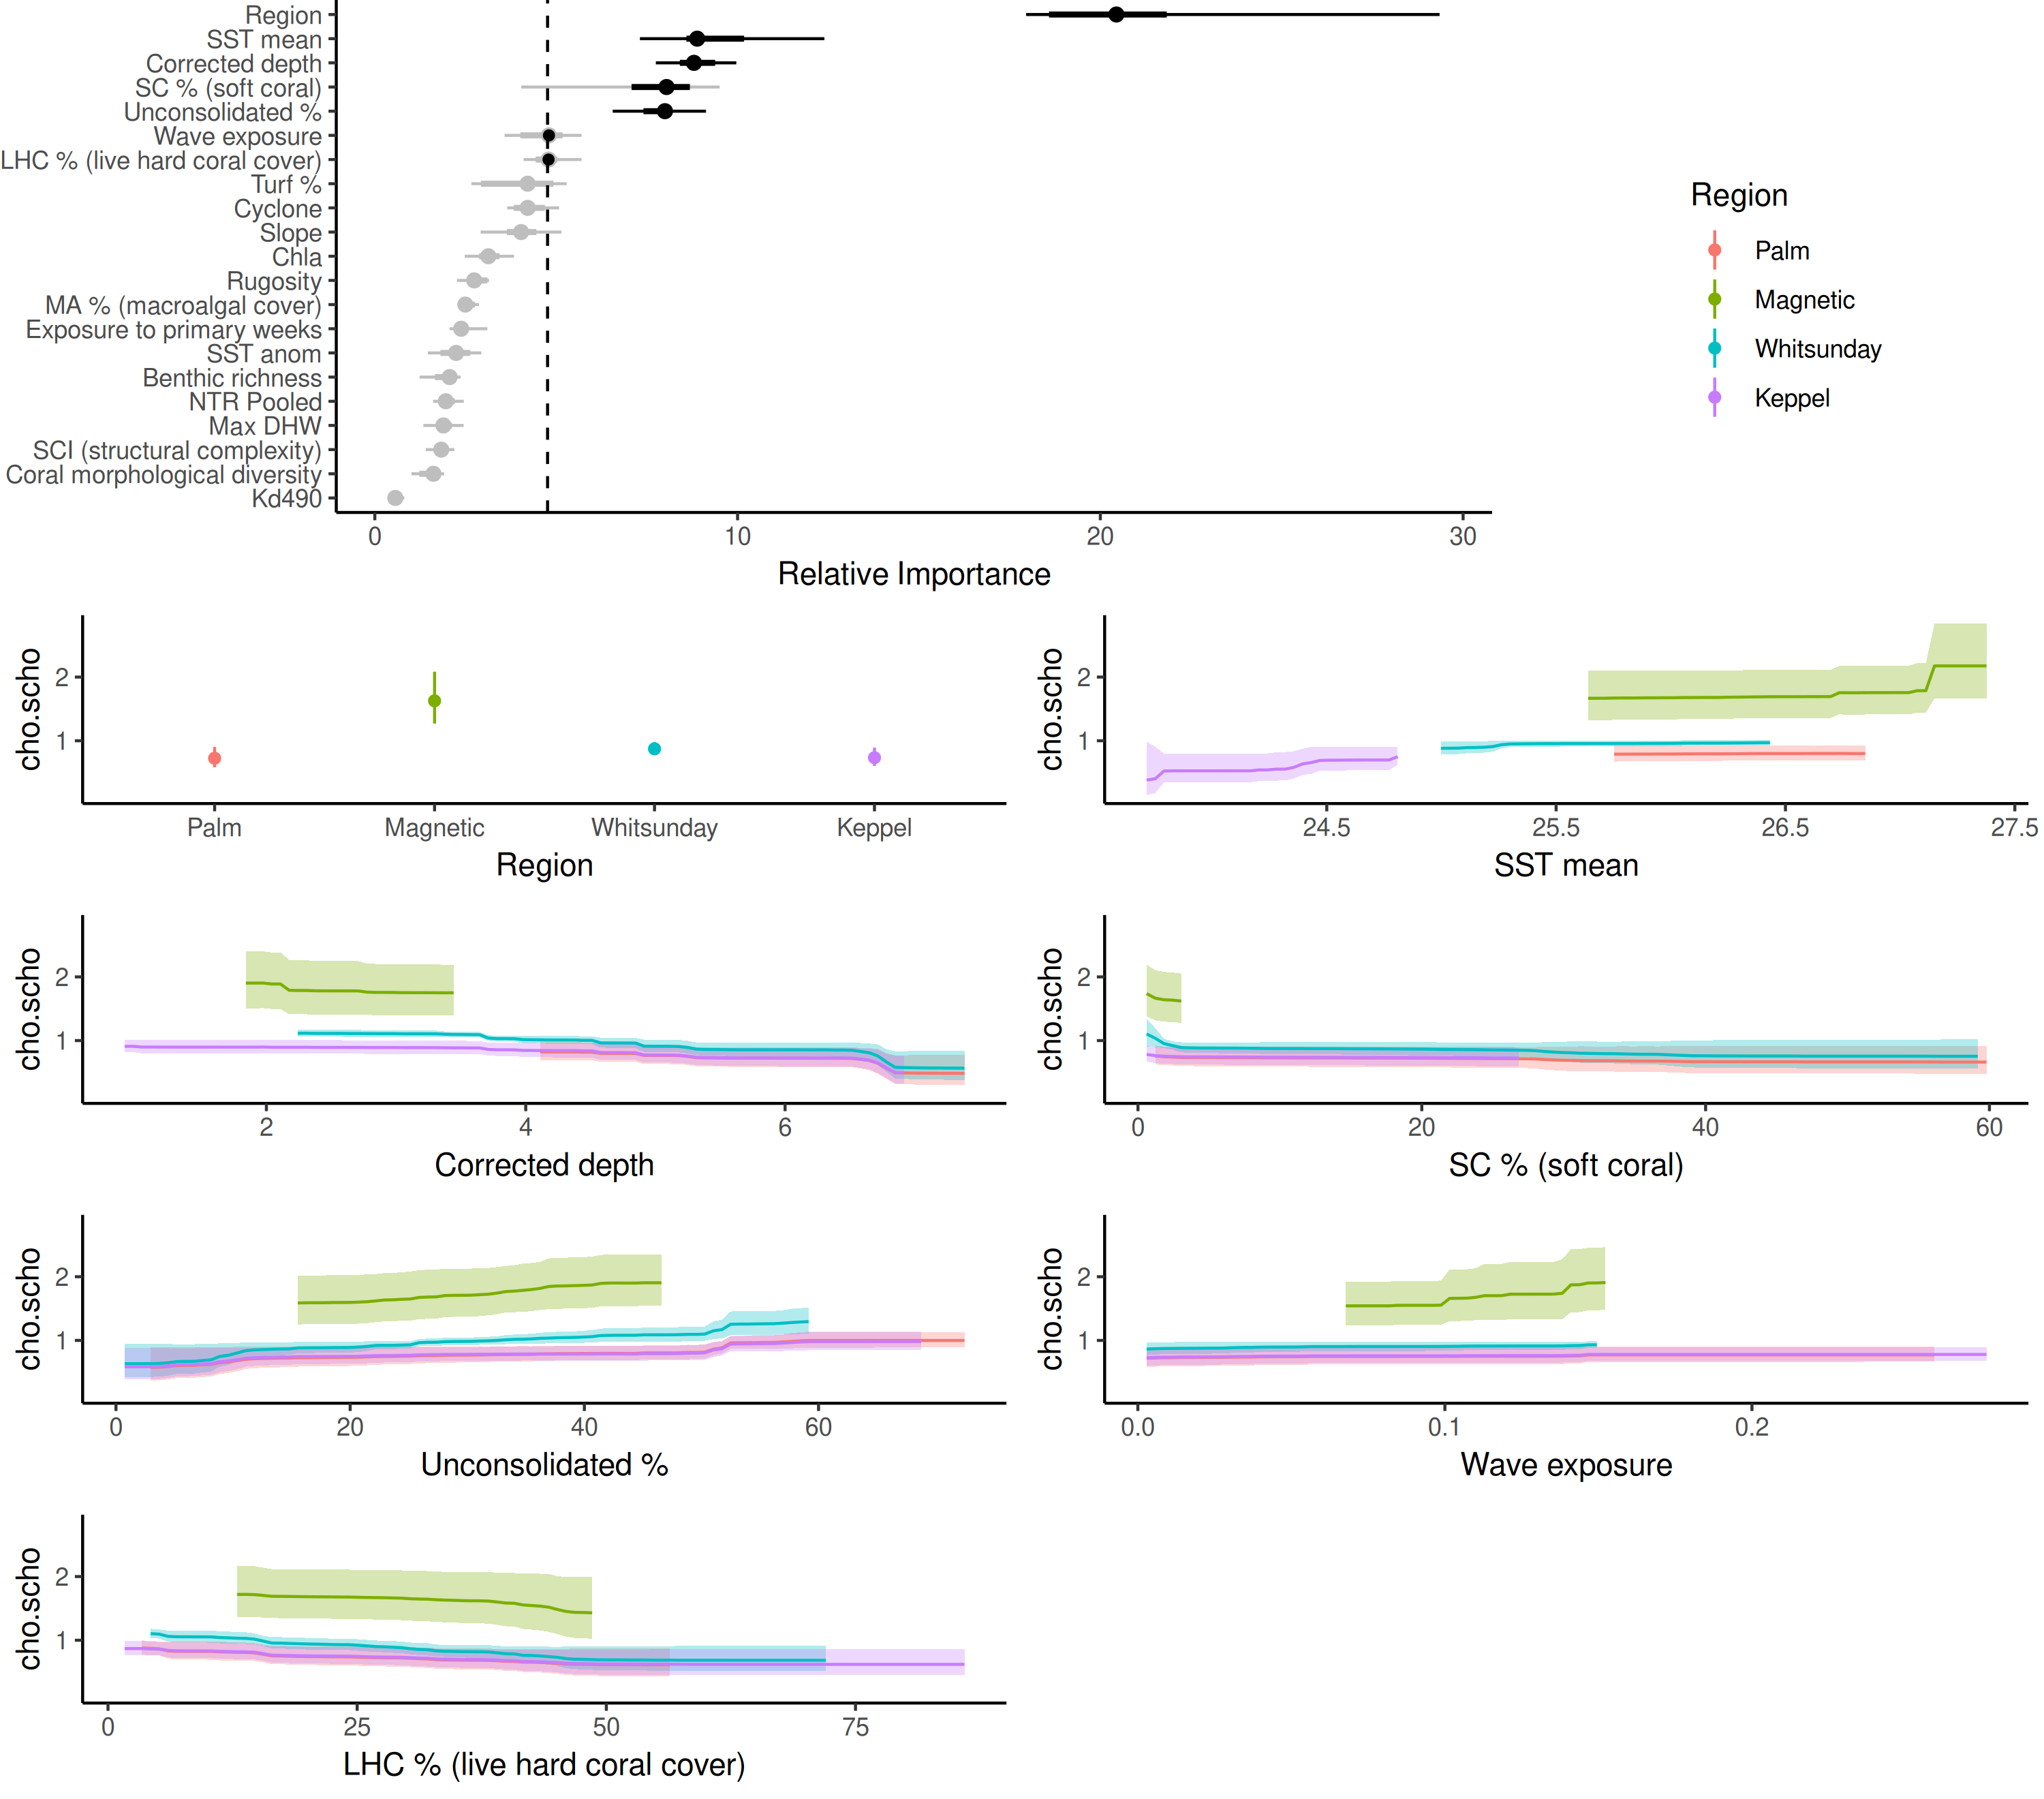 Region
SST mean
Corrected depth
SC % (soft coral)
Unconsolidated %
Wave exposure
LHC % (live hard coral cover)
Turf %
Cyclone
Slope
Chla
Rugosity
MA % (macroalgal cover)
Exposure to primary weeks
SST anom
Benthic richness
NTR Pooled
Max DHW
SCI (structural complexity)
Coral morphological diversity
Kd490
0 10 20 30
Relative Importance
Region
Palm
Magnetic
Whitsunday
Keppel
cho.scho
2
1
Palm Magnetic Whitsunday Keppel
Region
cho.scho
2
1
24.5 25.5 26.5 27.5
SST mean
cho.scho
2
1
2 4 6
Corrected depth
cho.scho
2
1
0 20 40 60
SC % (soft coral)
cho.scho
2
1
0 20 40 60
Unconsolidated %
cho.scho
2
1
0.0 0.1 0.2
Wave exposure
cho.scho
2
1
0 25 50 75
LHC % (live hard coral cover)